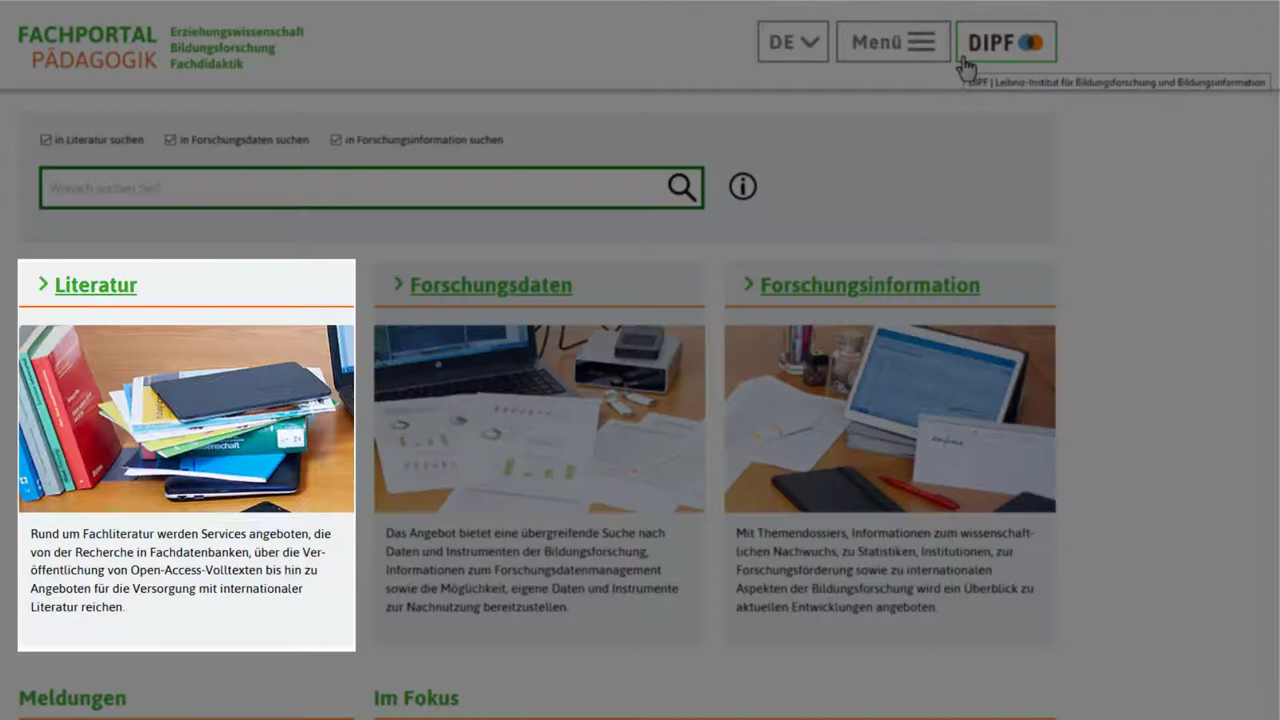 FACHPORTAL
PÄDAGOGIK
Erziehungswissenschaft
Bildungsforschung
Fachdidaktik
DE
Menü
DIPF
DIPF | Leibniz-Institut für Bildungsforschung und Bildungsinformation
in Literatur suchen
in Forschungsdaten suchen
in Forschungsinformation suchen
Wonach suchen Sie?
Literatur
Rund um Fachliteratur werden Services angeboten, die
von der Recherche in Fachdatenbanken, über die Ver-
öffentlichung von Open-Access-Volltexten bis hin zu
Angeboten für die Versorgung mit internationaler
Literatur reichen.
Forschungsdaten
Das Angebot bietet eine übergreifende Suche nach
Daten und Instrumenten der Bildungsforschung,
Informationen zum Forschungsdatenmanagement
sowie die Möglichkeit, eigene Daten und Instrumente
zur Nachnutzung bereitzustellen.
Forschungsinformation
Mit Themendossiers, Informationen zum wissenschaft-
lichen Nachwuchs, zu Statistiken, Institutionen, zur
Forschungsförderung sowie zu internationalen
Aspekten der Bildungsforschung wird ein Überblick zu
aktuellen Entwicklungen angeboten.
Meldungen
Im Fokus